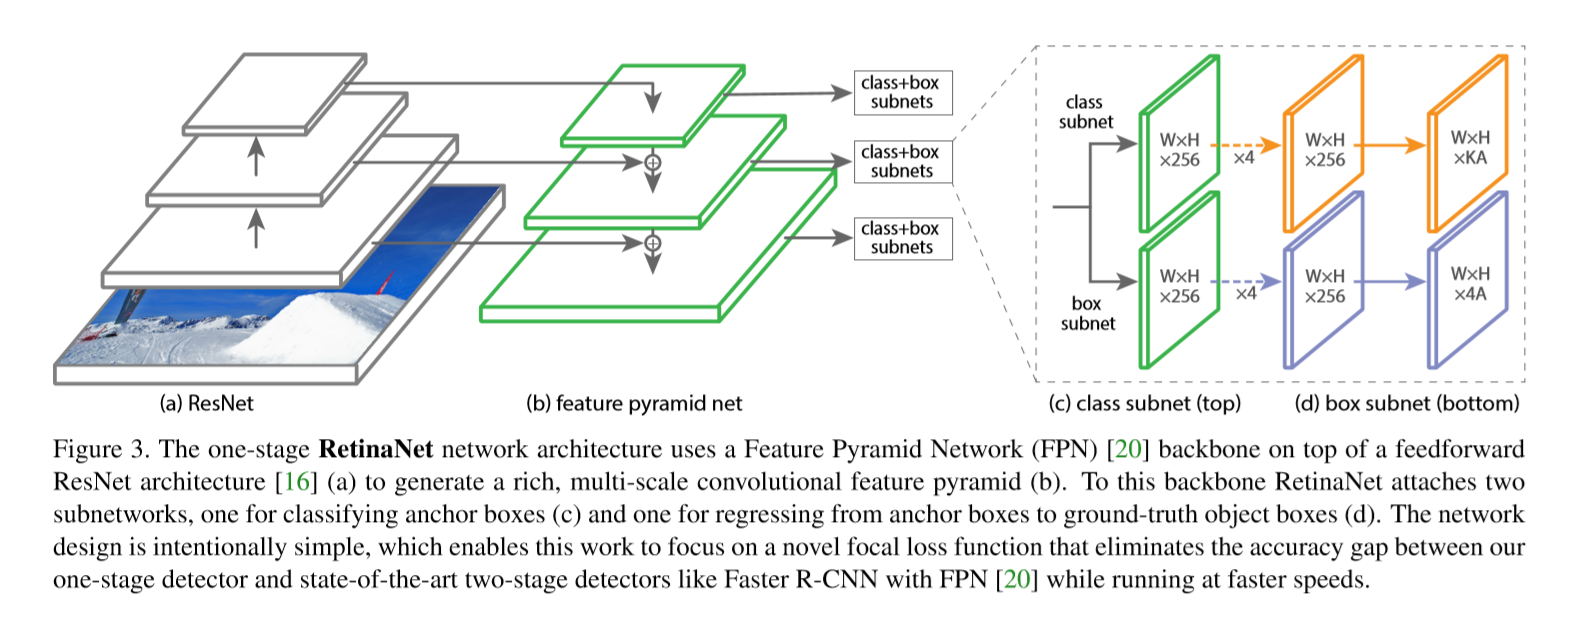 class+box
subnets
class+box
subnets
class+box
subnets
class
subnet
W×H
×256
×4
W×H
×256
W×H
×KA
box
subnet
W×H
×256
×4
W×H
×256
W×H
×4A
(a) ResNet
(b) feature pyramid net
(c) class subnet (top)
(d) box subnet (bottom)
Figure 3. The one-stage RetinaNet network architecture uses a Feature Pyramid Network (FPN) [20] backbone on top of a feedforward
ResNet architecture [16] (a) to generate a rich, multi-scale convolutional feature pyramid (b). To this backbone RetinaNet attaches two
subnetworks, one for classifying anchor boxes (c) and one for regressing from anchor boxes to ground-truth object boxes (d). The network
design is intentionally simple, which enables this work to focus on a novel focal loss function that eliminates the accuracy gap between our
one-stage detector and state-of-the-art two-stage detectors like Faster R-CNN with FPN [20] while running at faster speeds.